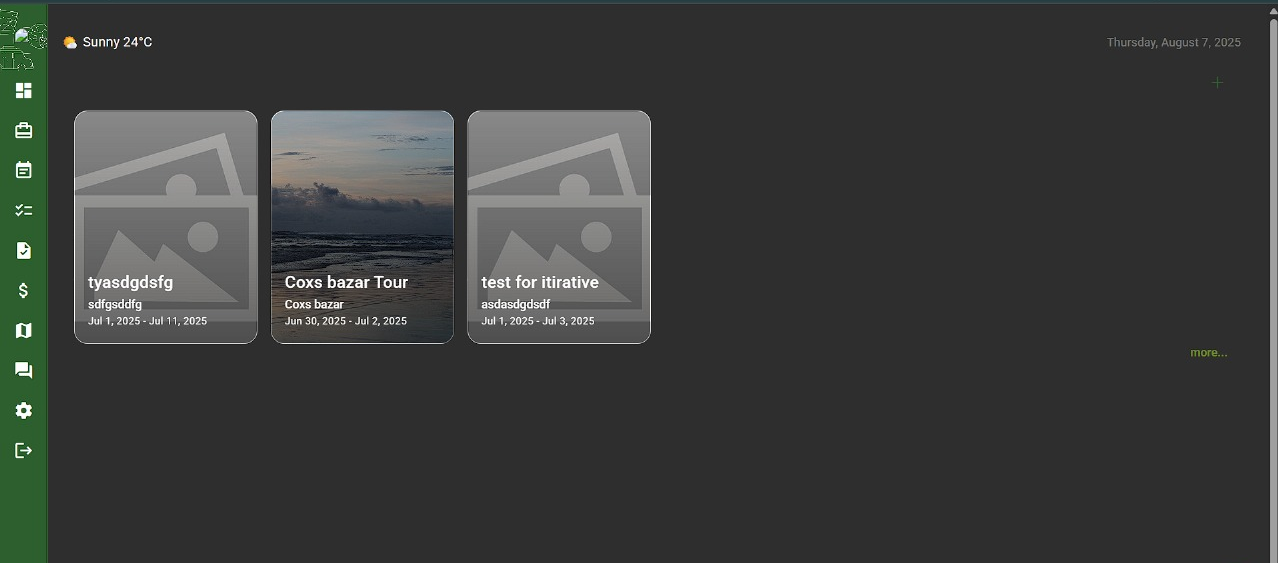 Sunny 24°C
Thursday, August 7, 2025
tyasdgdsfg
sdfgsddfg
Jul 1, 2025 - Jul 11, 2025
Coxs bazar Tour
Coxs bazar
Jun 30, 2025 - Jul 2, 2025
test for itirative
asdasdgdsdf
Jul 1, 2025 - Jul 3, 2025
more...